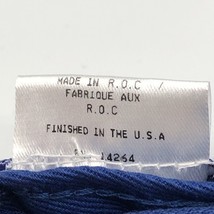 MADE IN R.O.C /
FABRIQUE AUX
R.O.C
FINISHED IN THE U.S.A
14264